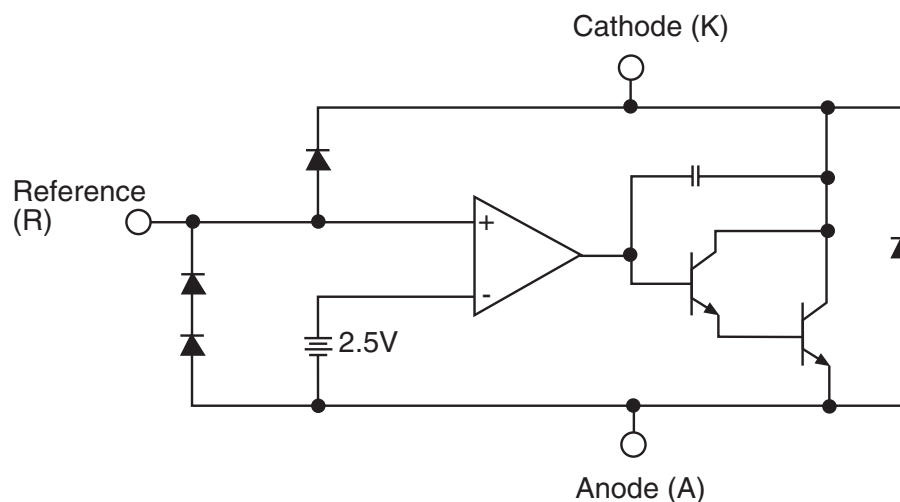 Cathode (K)
Reference
(R)
+
-
2.5V
Anode (A)